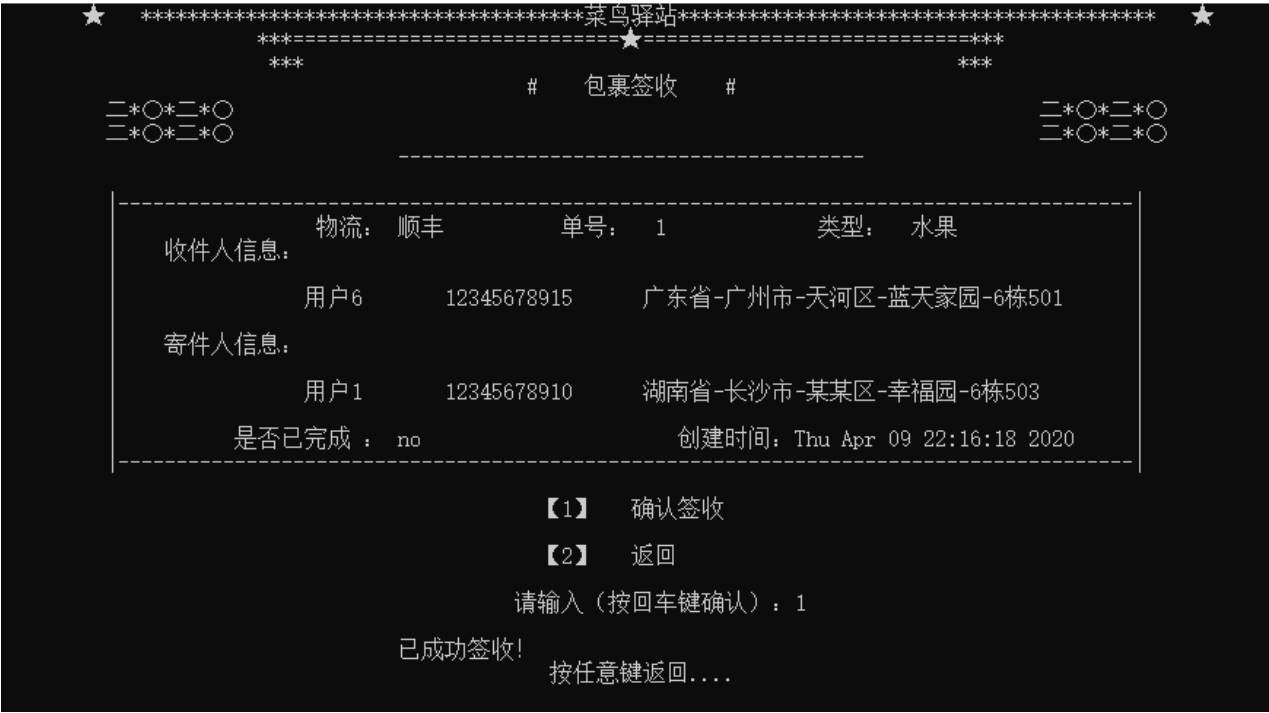 ★ **************************************菜鸟驿站***************************************** ★
***============================★============================***
*** ***
# 包裹签收 #
二*○*二*○ 二*○*二*○
二*○*二*○ 二*○*二*○
----------------------------------------
|---------------------------------------------------------------------------------------|
物流： 顺丰 单号： 1 类型： 水果
收件人信息：
用户6 12345678915 广东省-广州市-天河区-蓝天家园-6栋501
寄件人信息：
用户1 12345678910 湖南省-长沙市-某某区-幸福园-6栋503
是否已完成 ： no 创建时间：Thu Apr 09 22:16:18 2020
|---------------------------------------------------------------------------------------|
【1】 确认签收
【2】 返回
请输入（按回车键确认）：1
已成功签收!
按任意键返回....